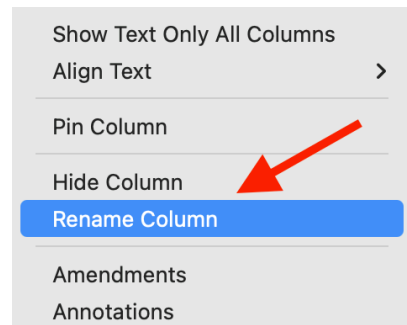 Show Text Only All Columns
Align Text
Pin Column
Hide Column
Rename Column
Amendments
Annotations